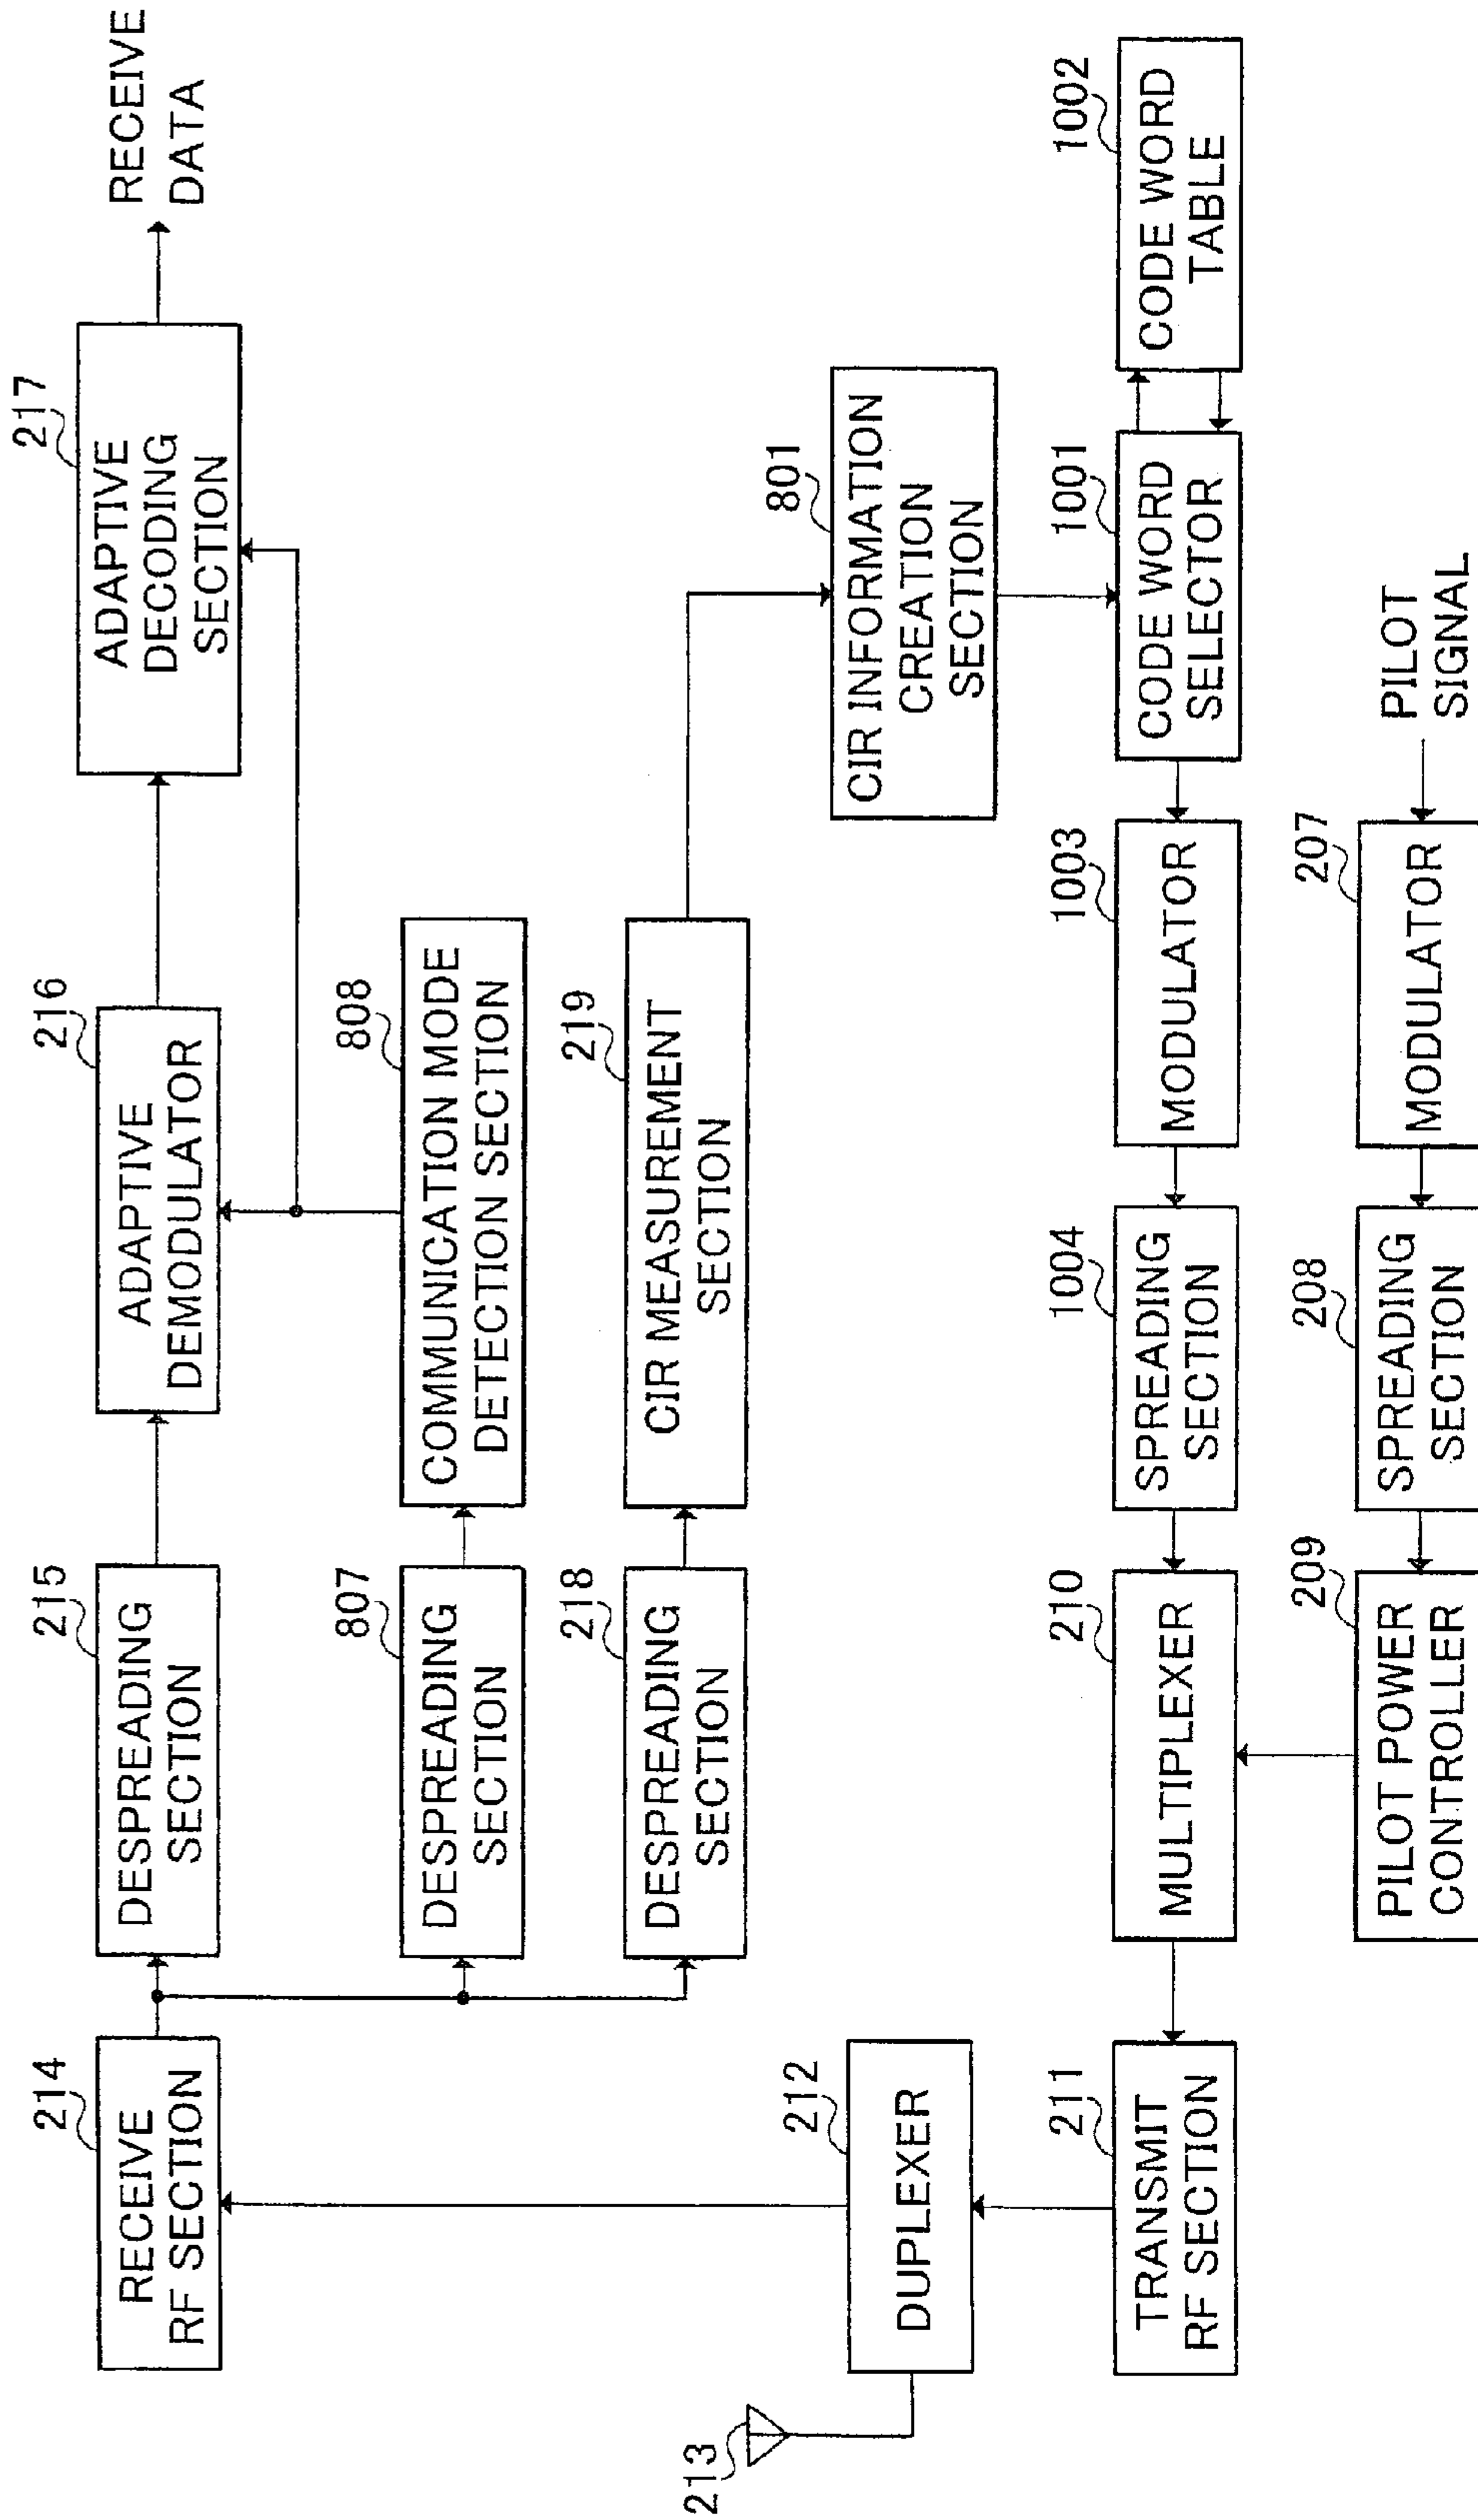 213
214
RECEIVE
RF SECTION
215
DESPREADING
SECTION
216
ADAPTIVE
DEMODULATOR
217
ADAPTIVE
DECODING
SECTION
RECEIVE
DATA
807
DESPREADING
SECTION
808
COMMUNICATION MODE
DETECTION SECTION
218
DESPREADING
SECTION
219
CIR MEASUREMENT
SECTION
801
CIR INFORMATION
CREATION
SECTION
212
DUPLEXER
211
TRANSMIT
RF SECTION
210
MULTIPLEXER
1004
SPREADING
SECTION
1003
MODULATOR
1001
CODE WORD
SELECTOR
1002
CODE WORD
TABLE
209
PILOT POWER
CONTROLLER
208
SPREADING
SECTION
207
MODULATOR
PILOT
SIGNAL